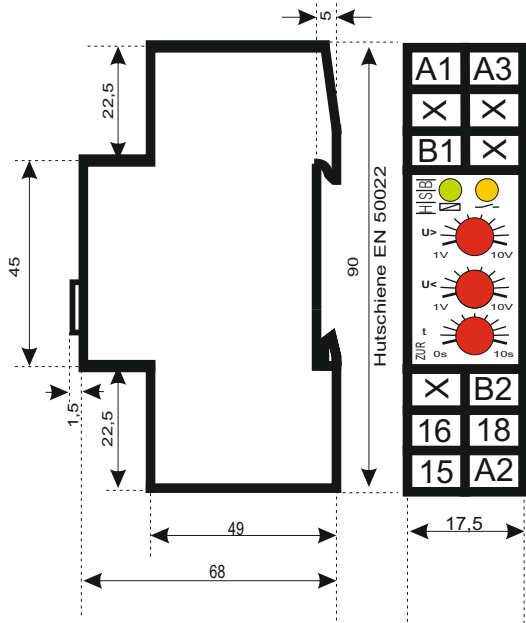 5
22,5
45
1,5
22,5
90
Hutschiene EN 50022
49
68
A1 A3
X X
B1 X
H|S|B
U>
1V 10V
U<
1V 10V
t
ZUR
0s 10s
X B2
16 18
15 A2
17,5